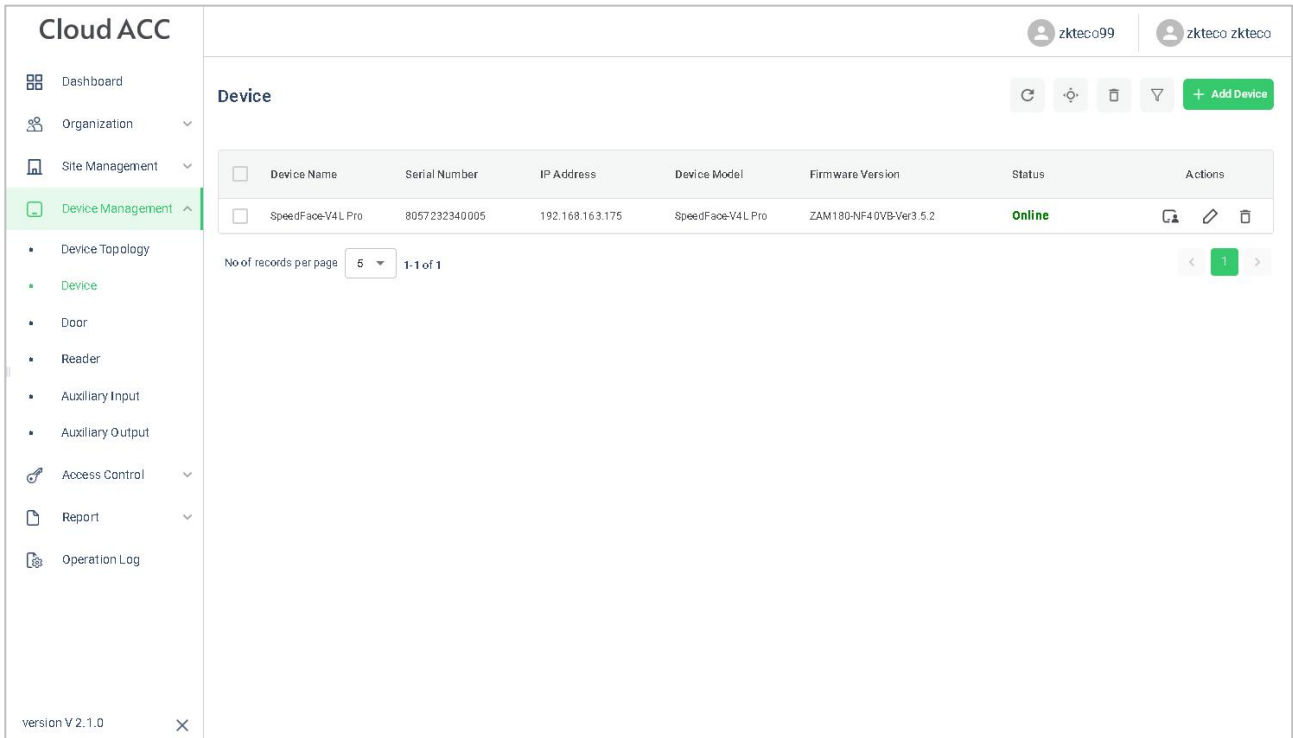 Cloud ACC
zkteco99
zkteco zkteco
Dashboard
Organization
Site Management
Device Management
Device Topology
Device
Door
Reader
Auxiliary Input
Auxiliary Output
Access Control
Report
Operation Log
version V 2.1.0
Device
+ Add Device
Device Name Serial Number IP Address Device Model Firmware Version Status Actions
SpeedFace-V4L Pro 8057232340005 192.168.163.175 SpeedFace-V4L Pro ZAM180-NF40VB-Ver3.5.2 Online
No of records per page 5 1-1 of 1 < 1 >